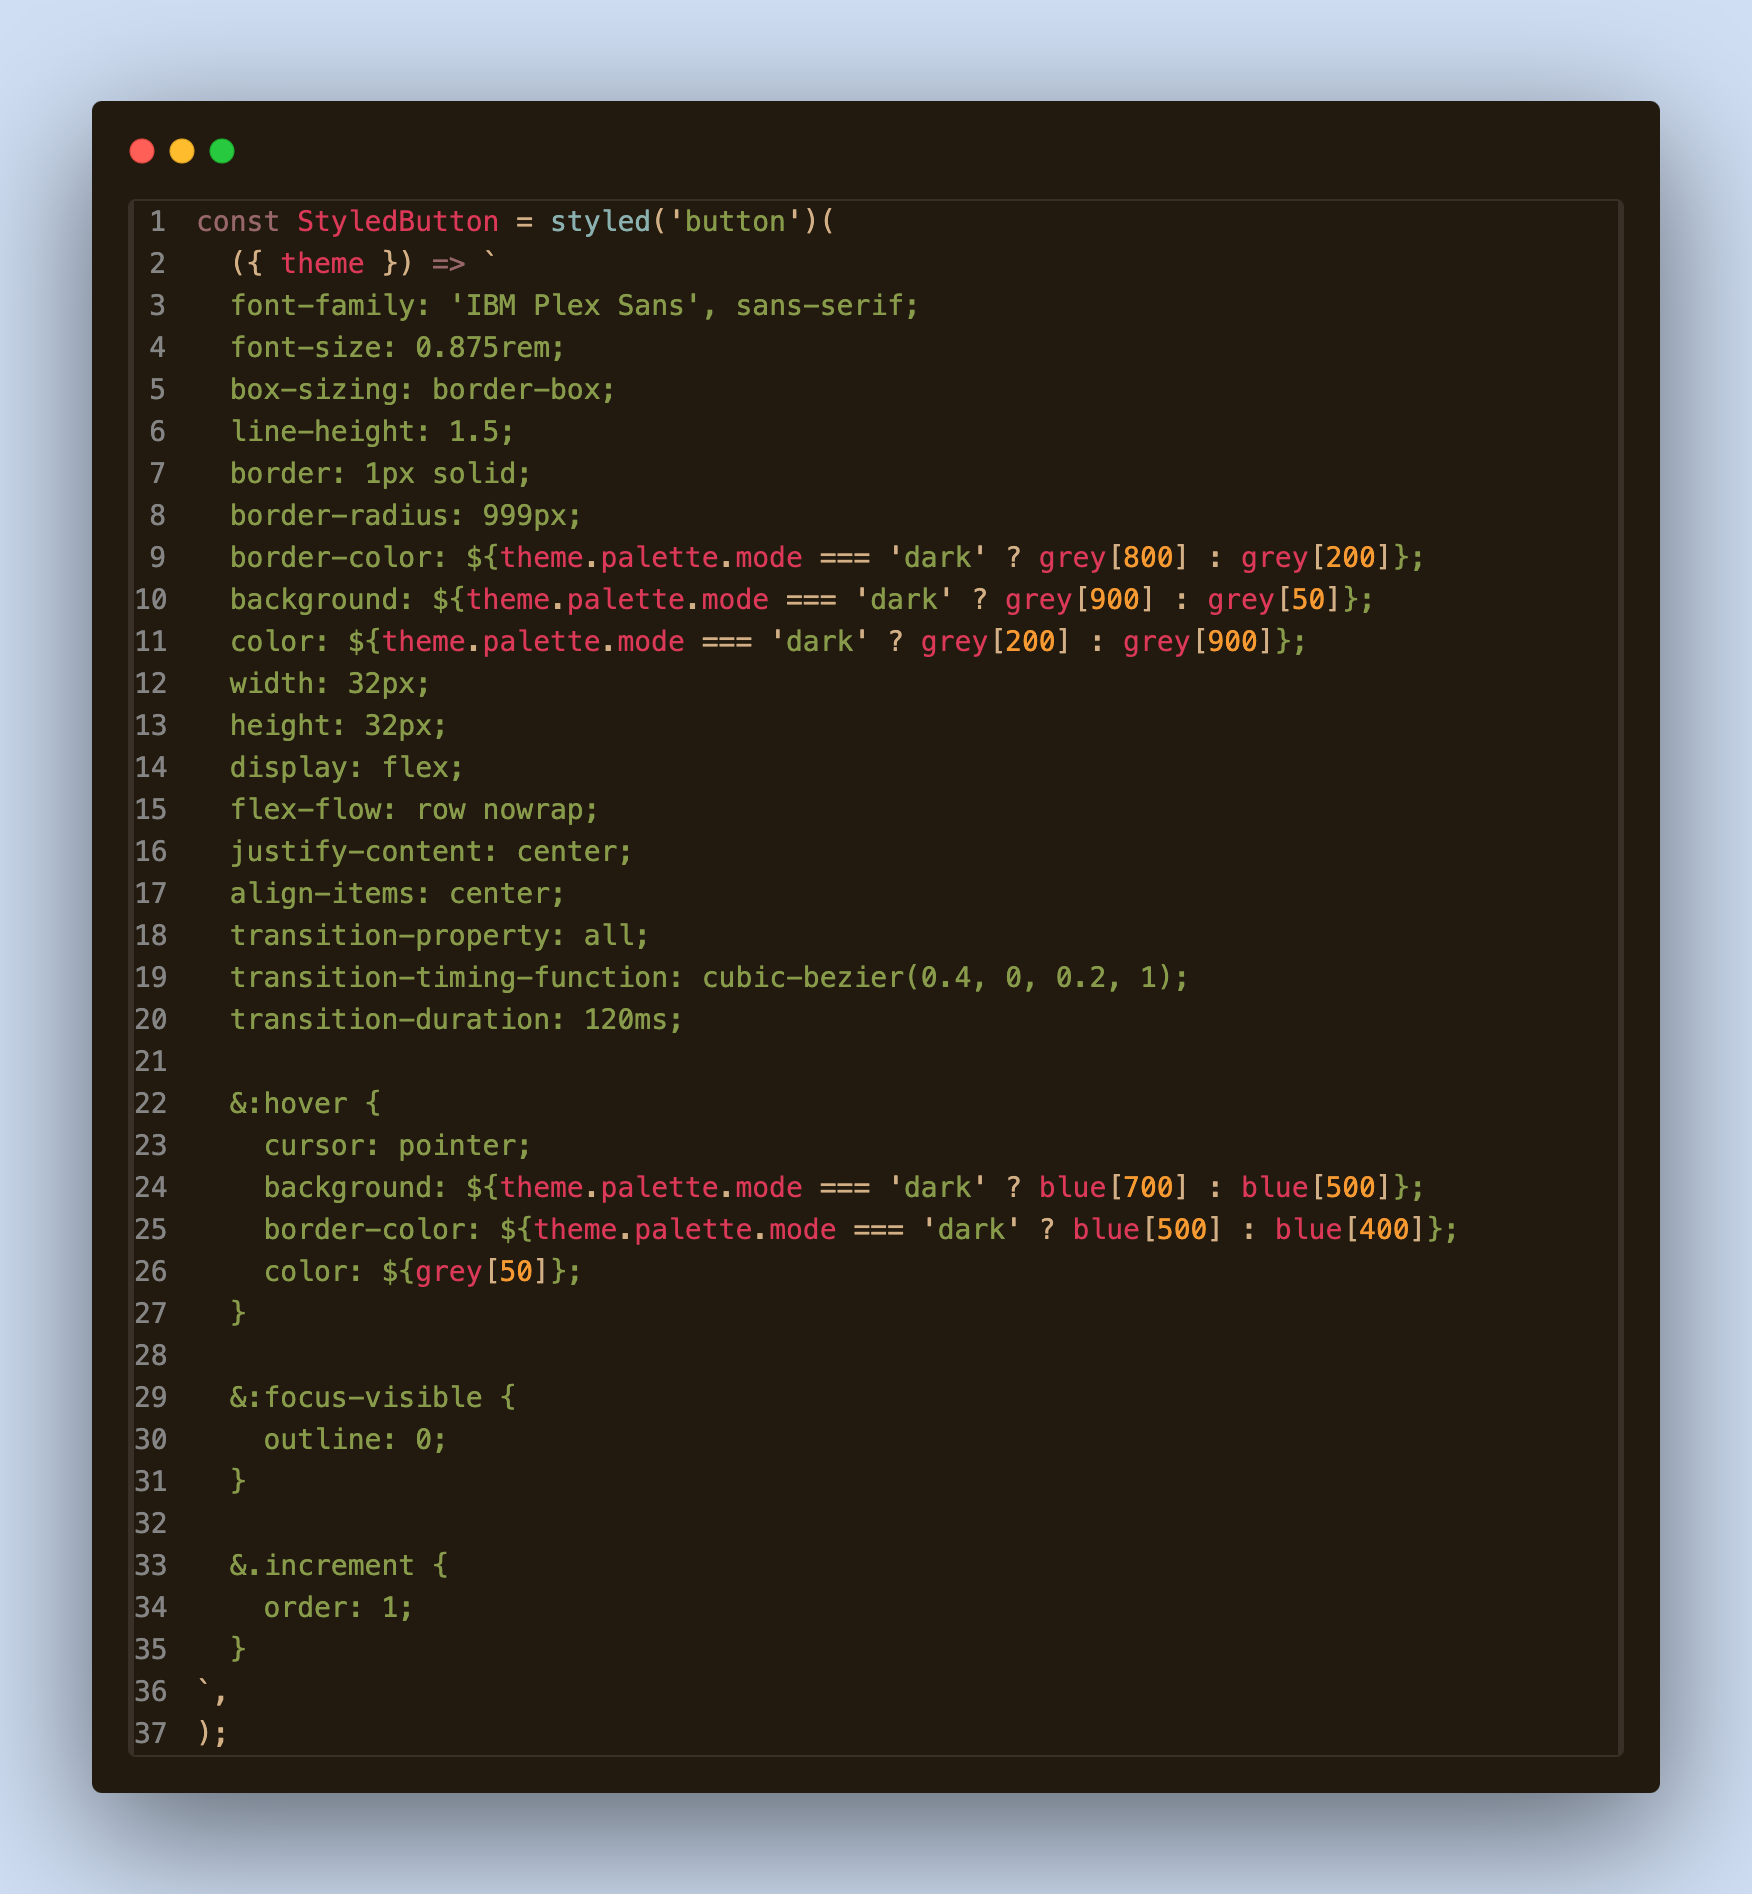 1 const StyledButton = styled('button')(
2   ({ theme }) => `
3   font-family: 'IBM Plex Sans', sans-serif;
4   font-size: 0.875rem;
5   box-sizing: border-box;
6   line-height: 1.5;
7   border: 1px solid;
8   border-radius: 999px;
9   border-color: ${theme.palette.mode === 'dark' ? grey[800] : grey[200]};
10   background: ${theme.palette.mode === 'dark' ? grey[900] : grey[50]};
11   color: ${theme.palette.mode === 'dark' ? grey[200] : grey[900]};
12   width: 32px;
13   height: 32px;
14   display: flex;
15   flex-flow: row nowrap;
16   justify-content: center;
17   align-items: center;
18   transition-property: all;
19   transition-timing-function: cubic-bezier(0.4, 0, 0.2, 1);
20   transition-duration: 120ms;
21
22   &:hover {
23     cursor: pointer;
24     background: ${theme.palette.mode === 'dark' ? blue[700] : blue[500]};
25     border-color: ${theme.palette.mode === 'dark' ? blue[500] : blue[400]};
26     color: ${grey[50]};
27   }
28
29   &:focus-visible {
30     outline: 0;
31   }
32
33   &.increment {
34     order: 1;
35   }
36 `,
37 );